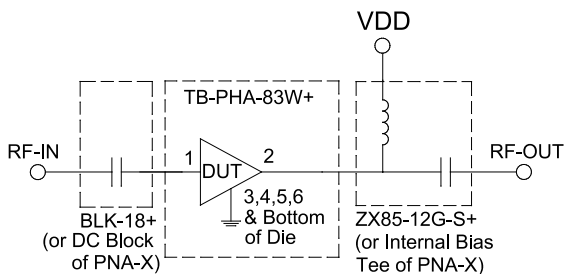 VDD
TB-PHA-83W+
RF-IN
1
DUT
2
RF-OUT
3,4,5,6
& Bottom
of Die
BLK-18+
(or DC Block
of PNA-X)
ZX85-12G-S+
(or Internal Bias
Tee of PNA-X)